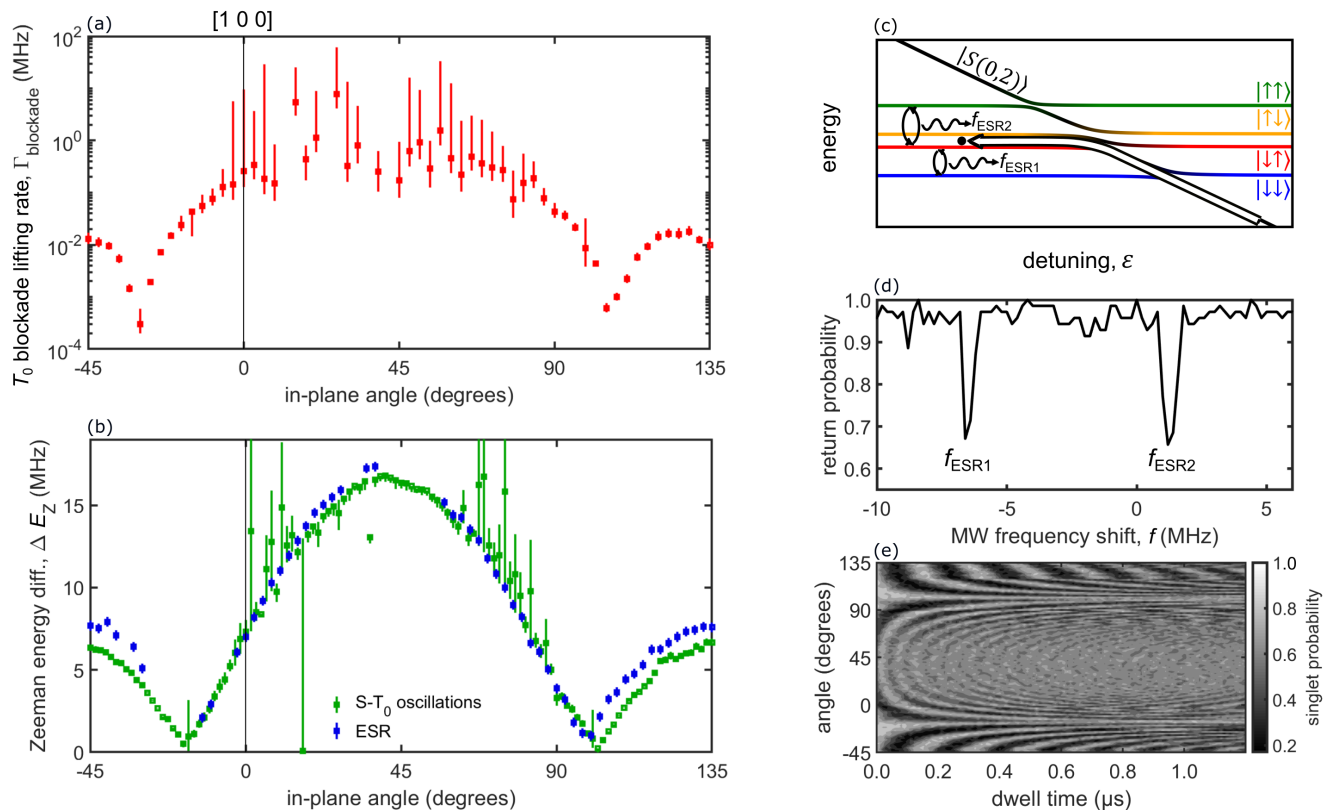 (a)
[1 0 0]
T0 blockade lifting rate, Γblockade (MHz)
10^2
10^0
10^-2
10^-4
-45
0
45
90
135
in-plane angle (degrees)
(b)
Zeeman energy diff., Δ EZ (MHz)
15
10
5
0
S-T0 oscillations
ESR
-45
0
45
90
135
in-plane angle (degrees)
(c)
energy
|S(0,2)⟩
fESR2
fESR1
|↑↑⟩
|↑↓⟩
|↓↑⟩
|↓↓⟩
detuning, ε
(d)
return probability
1.0
0.9
0.8
0.7
0.6
fESR1
fESR2
-10
-5
0
5
MW frequency shift, f (MHz)
(e)
angle (degrees)
135
90
45
0
-45
0.0
0.2
0.4
0.6
0.8
1.0
dwell time (μs)
1.0
0.8
0.6
0.4
0.2
singlet probability